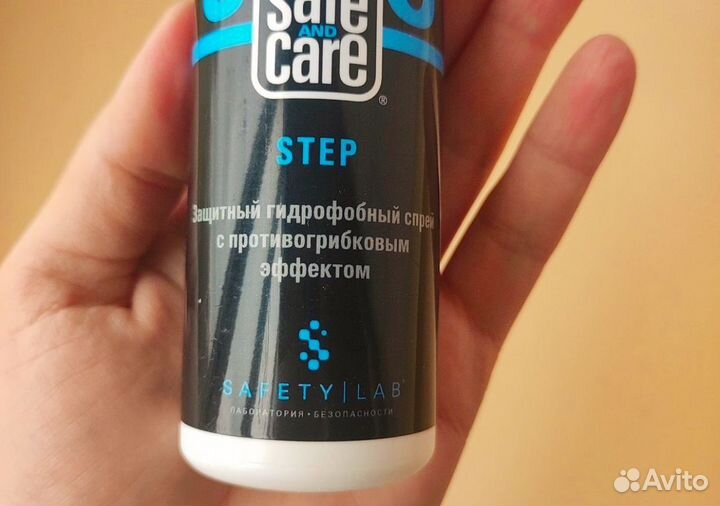 Safe
AND
care
®
STEP
Защитный гидрофобный спрей
с противогрибковым
эффектом
SAFETY|LAB
ЛАБОРАТОРИЯ • БЕЗОПАСНОСТИ
Avito